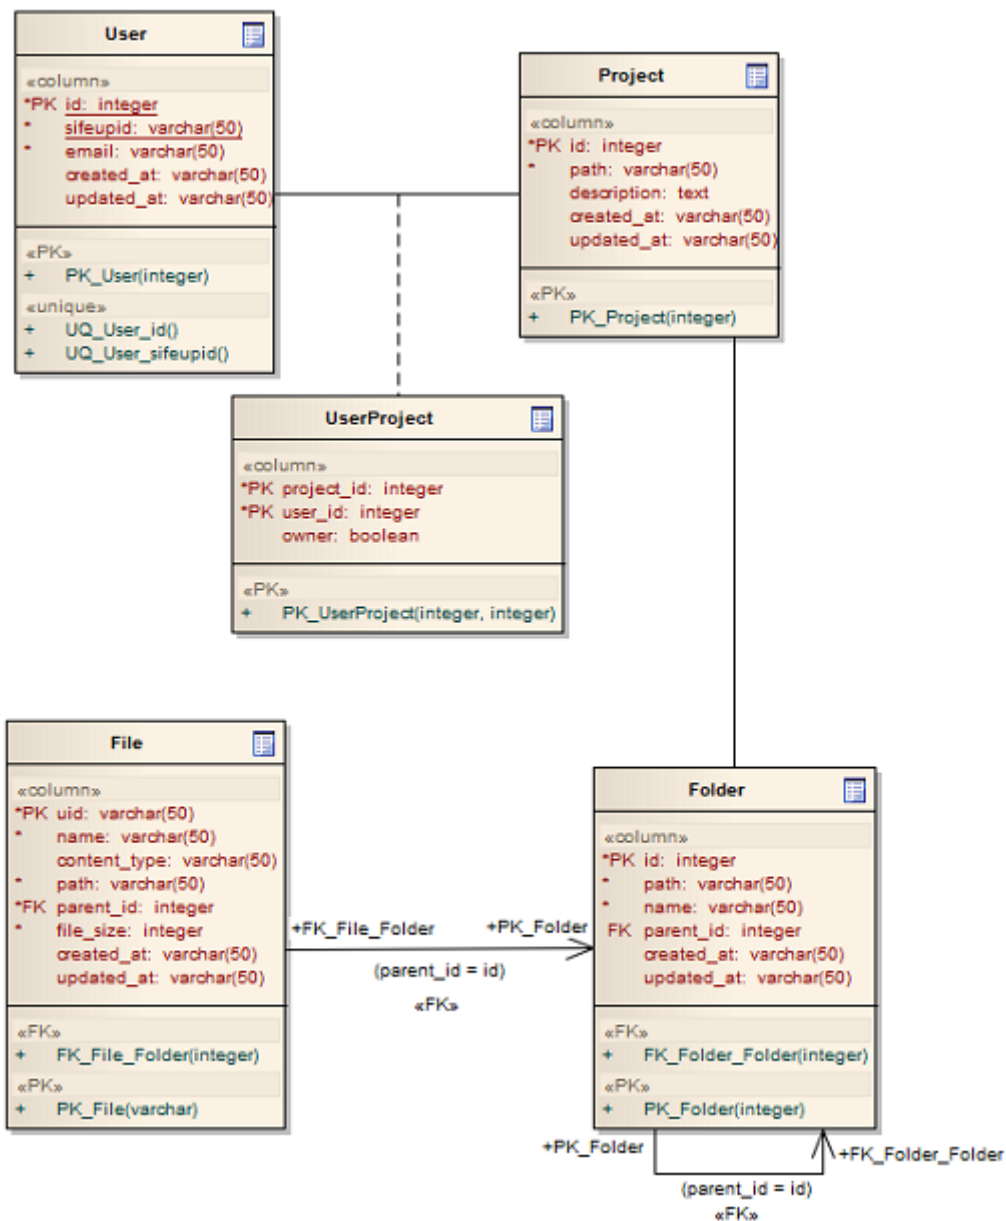 User
«column»
*PK id: integer
* sifeupid: varchar(50)
* email: varchar(50)
created_at: varchar(50)
updated_at: varchar(50)
«PK»
+ PK_User(integer)
«unique»
+ UQ_User_id()
+ UQ_User_sifeupid()
Project
«column»
*PK id: integer
* path: varchar(50)
description: text
created_at: varchar(50)
updated_at: varchar(50)
«PK»
+ PK_Project(integer)
UserProject
«column»
*PK project_id: integer
*PK user_id: integer
owner: boolean
«PK»
+ PK_UserProject(integer, integer)
File
«column»
*PK uid: varchar(50)
* name: varchar(50)
content_type: varchar(50)
* path: varchar(50)
*FK parent_id: integer
* file_size: integer
created_at: varchar(50)
updated_at: varchar(50)
«FK»
+ FK_File_Folder(integer)
«PK»
+ PK_File(varchar)
+FK_File_Folder
+PK_Folder
(parent_id = id)
«FK»
Folder
«column»
*PK id: integer
* path: varchar(50)
* name: varchar(50)
FK parent_id: integer
created_at: varchar(50)
updated_at: varchar(50)
«FK»
+ FK_Folder_Folder(integer)
«PK»
+ PK_Folder(integer)
+PK_Folder
+FK_Folder_Folder
(parent_id = id)
«FK»